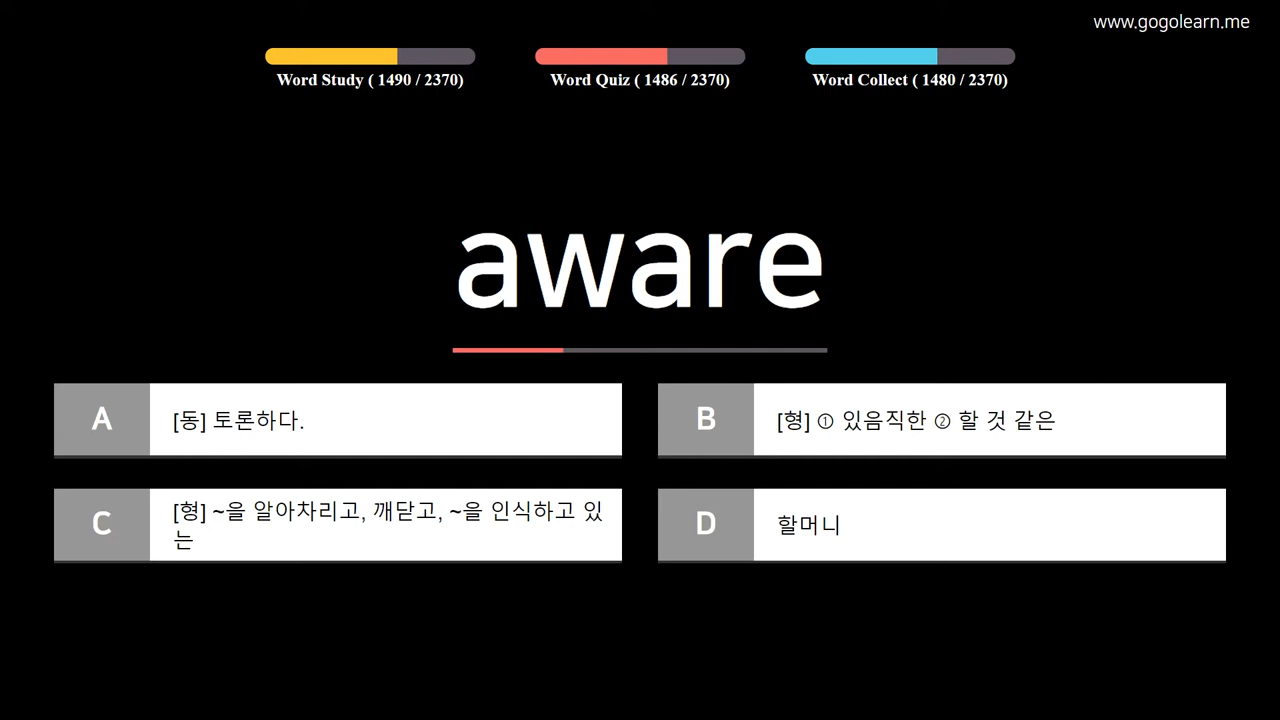 www.gogolearn.me
Word Study ( 1490 / 2370)
Word Quiz ( 1486 / 2370)
Word Collect ( 1480 / 2370)
aware
A
[동] 토론하다.
B
[형] ① 있음직한 ② 할 것 같은
C
[형] ~을 알아차리고, 깨닫고, ~을 인식하고 있
는
D
할머니